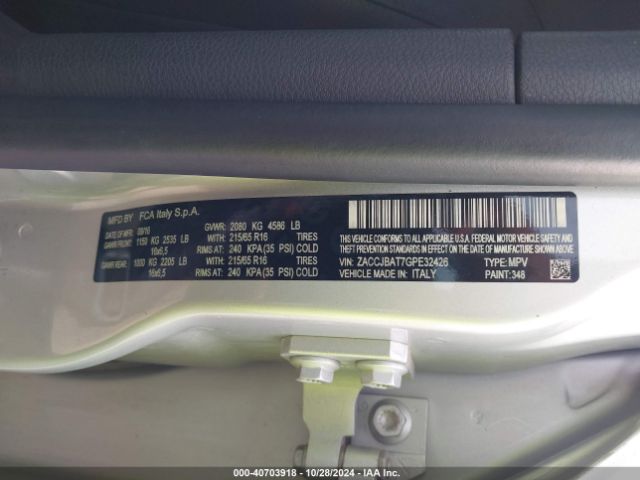 MFD BY FCA Italy S.p.A.
DATE OF MFR 09/16 GVWR: 2080 KG 4586 LB
GAWR FRONT: 1150 KG 2535 LB WITH: 215/65 R16 TIRES
16x6,5 RIMS AT: 240 KPA(35 PSI) COLD
GAWR REAR: 1000 KG 2205 LB WITH: 215/65 R16 TIRES
16x6,5 RIMS AT: 240 KPA(35 PSI) COLD
THIS VEHICLE CONFORMS TO ALL APPLICABLE U.S.A. FEDERAL MOTOR VEHICLE SAFETY, BUMPER, AND
THEFT PREVENTION STANDARDS IN EFFECT ON THE DATE OF MANUFACTURE SHOWN ABOVE
VIN: ZACCJBAT7GPE32426 TYPE: MPV
VEHICLE MADE IN: ITALY PAINT: 348
000-40703918 - 10/28/2024 - IAA Inc.